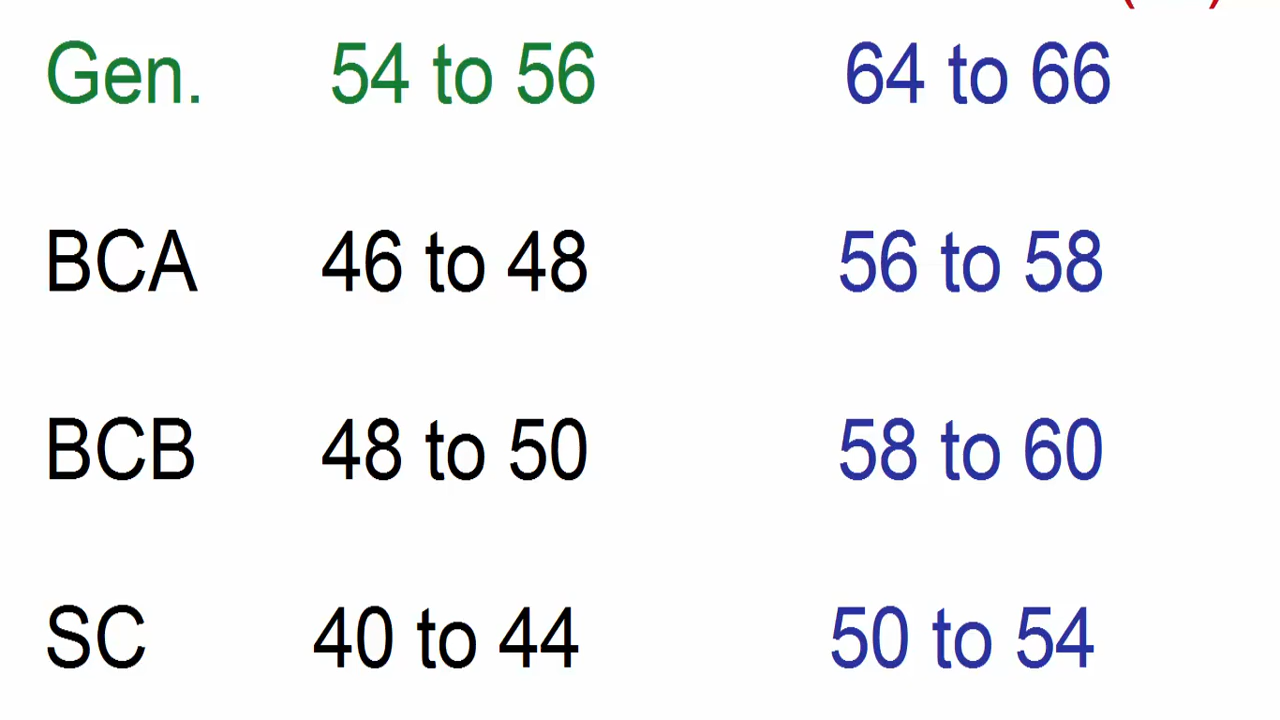 Gen. 54 to 56 64 to 66
BCA 46 to 48 56 to 58
BCB 48 to 50 58 to 60
SC 40 to 44 50 to 54